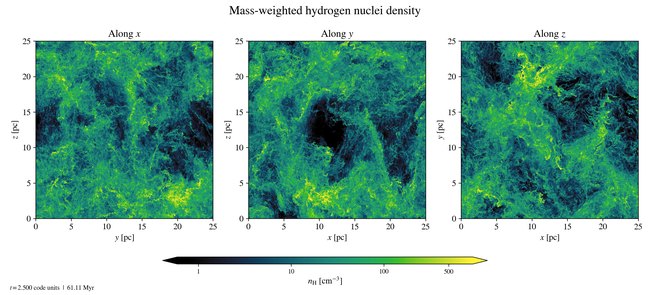 Mass-weighted hydrogen nuclei density
Along x
Along y
Along z
25
20
15
10
5
0
z [pc]
0 5 10 15 20 25
y [pc]
25
20
15
10
5
0
z [pc]
0 5 10 15 20 25
x [pc]
25
20
15
10
5
0
y [pc]
0 5 10 15 20 25
x [pc]
1 10 100 500
nH [cm⁻³]
t = 2.500 code units | 61.11 Myr